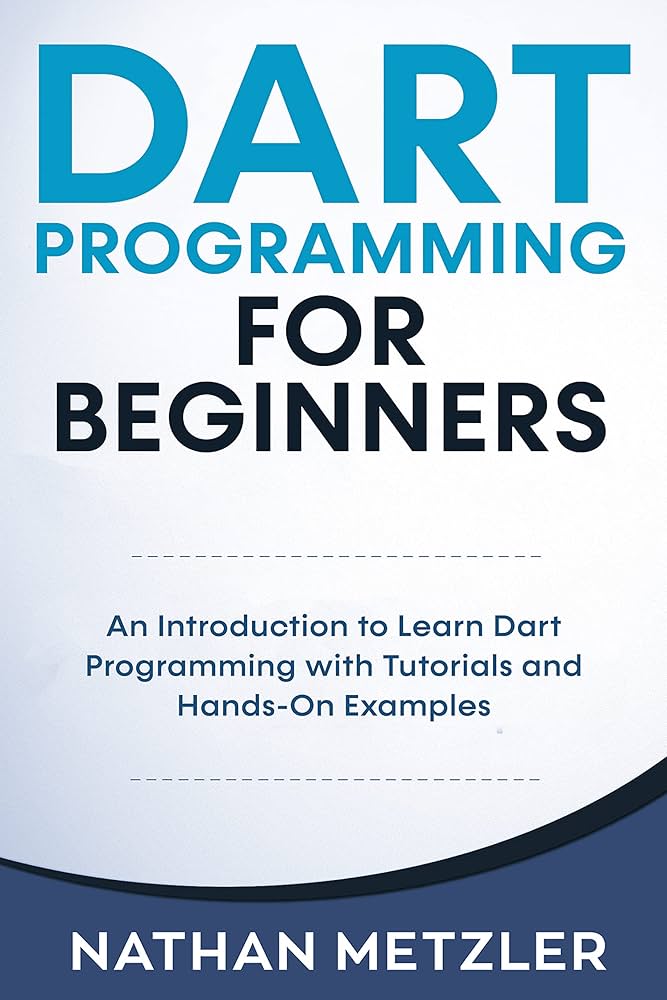 DART
PROGRAMMING
FOR
BEGINNERS
An Introduction to Learn Dart
Programming with Tutorials and
Hands-On Examples
NATHAN METZLER